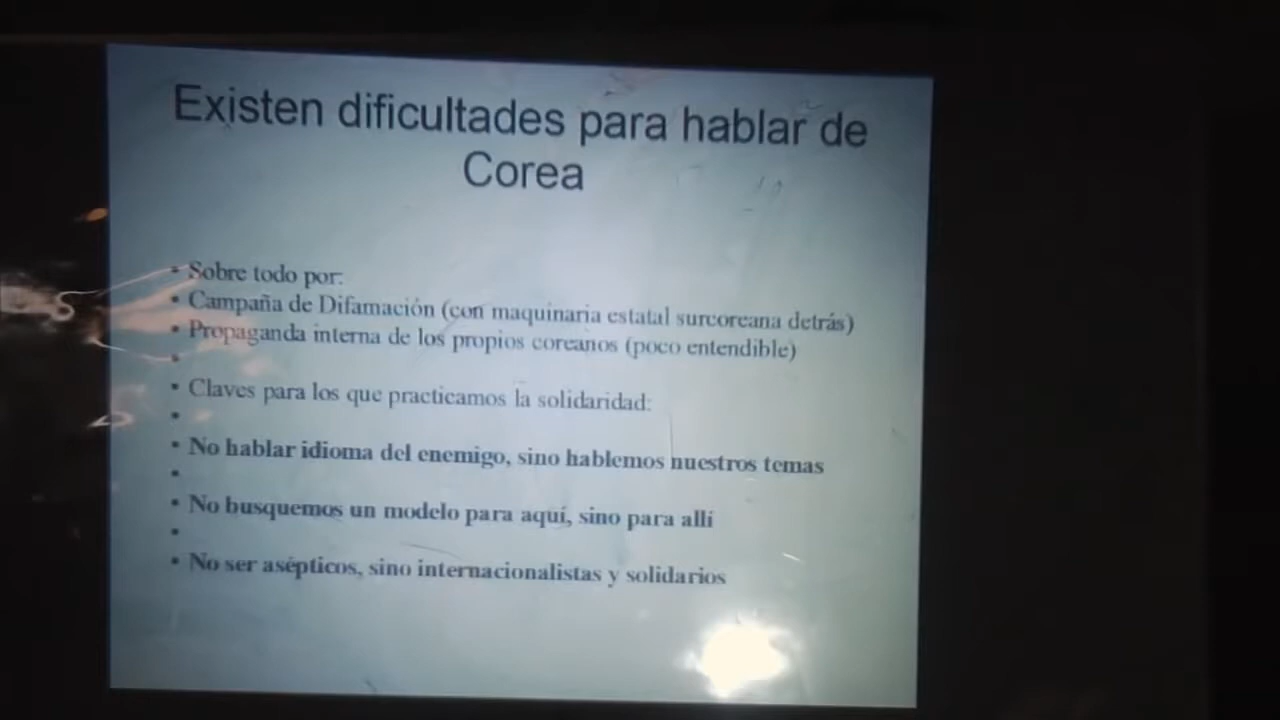 Existen dificultades para hablar de
Corea
• Sobre todo por:
• Campaña de Difamación (con maquinaria estatal surcoreana detrás)
• Propaganda interna de los propios coreanos (poco entendible)
•
• Claves para los que practicamos la solidaridad:
•
• No hablar idioma del enemigo, sino hablemos nuestros temas
•
• No busquemos un modelo para aquí, sino para allí
•
• No ser asépticos, sino internacionalistas y solidarios